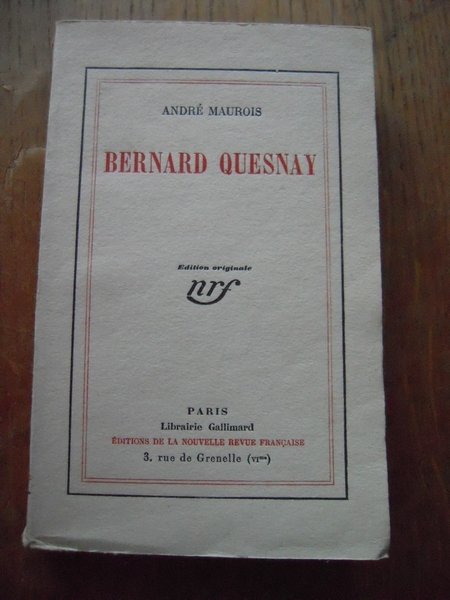 ANDRÉ MAUROIS
BERNARD QUESNAY
Edition originale
nrf
PARIS
Librairie Gallimard
ÉDITIONS DE LA NOUVELLE REVUE FRANÇAISE
3, rue de Grenelle (VIme)